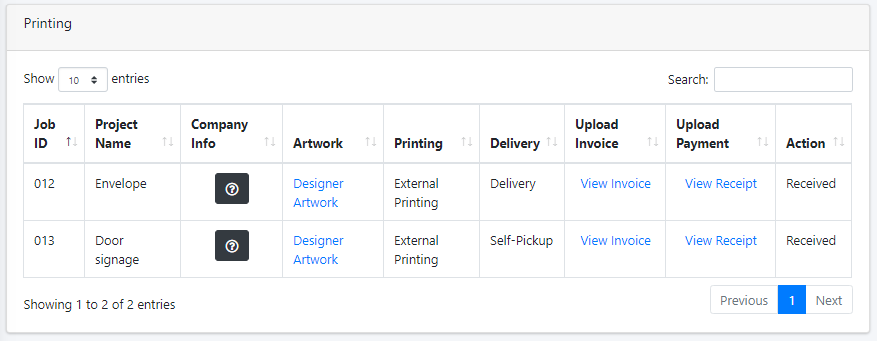 Printing
Show 10 entries
Search:
Job ID Project Name Company Info Artwork Printing Delivery Upload Invoice Upload Payment Action
012 Envelope Designer Artwork External Printing Delivery View Invoice View Receipt Received
013 Door signage Designer Artwork External Printing Self-Pickup View Invoice View Receipt Received
Showing 1 to 2 of 2 entries
Previous 1 Next